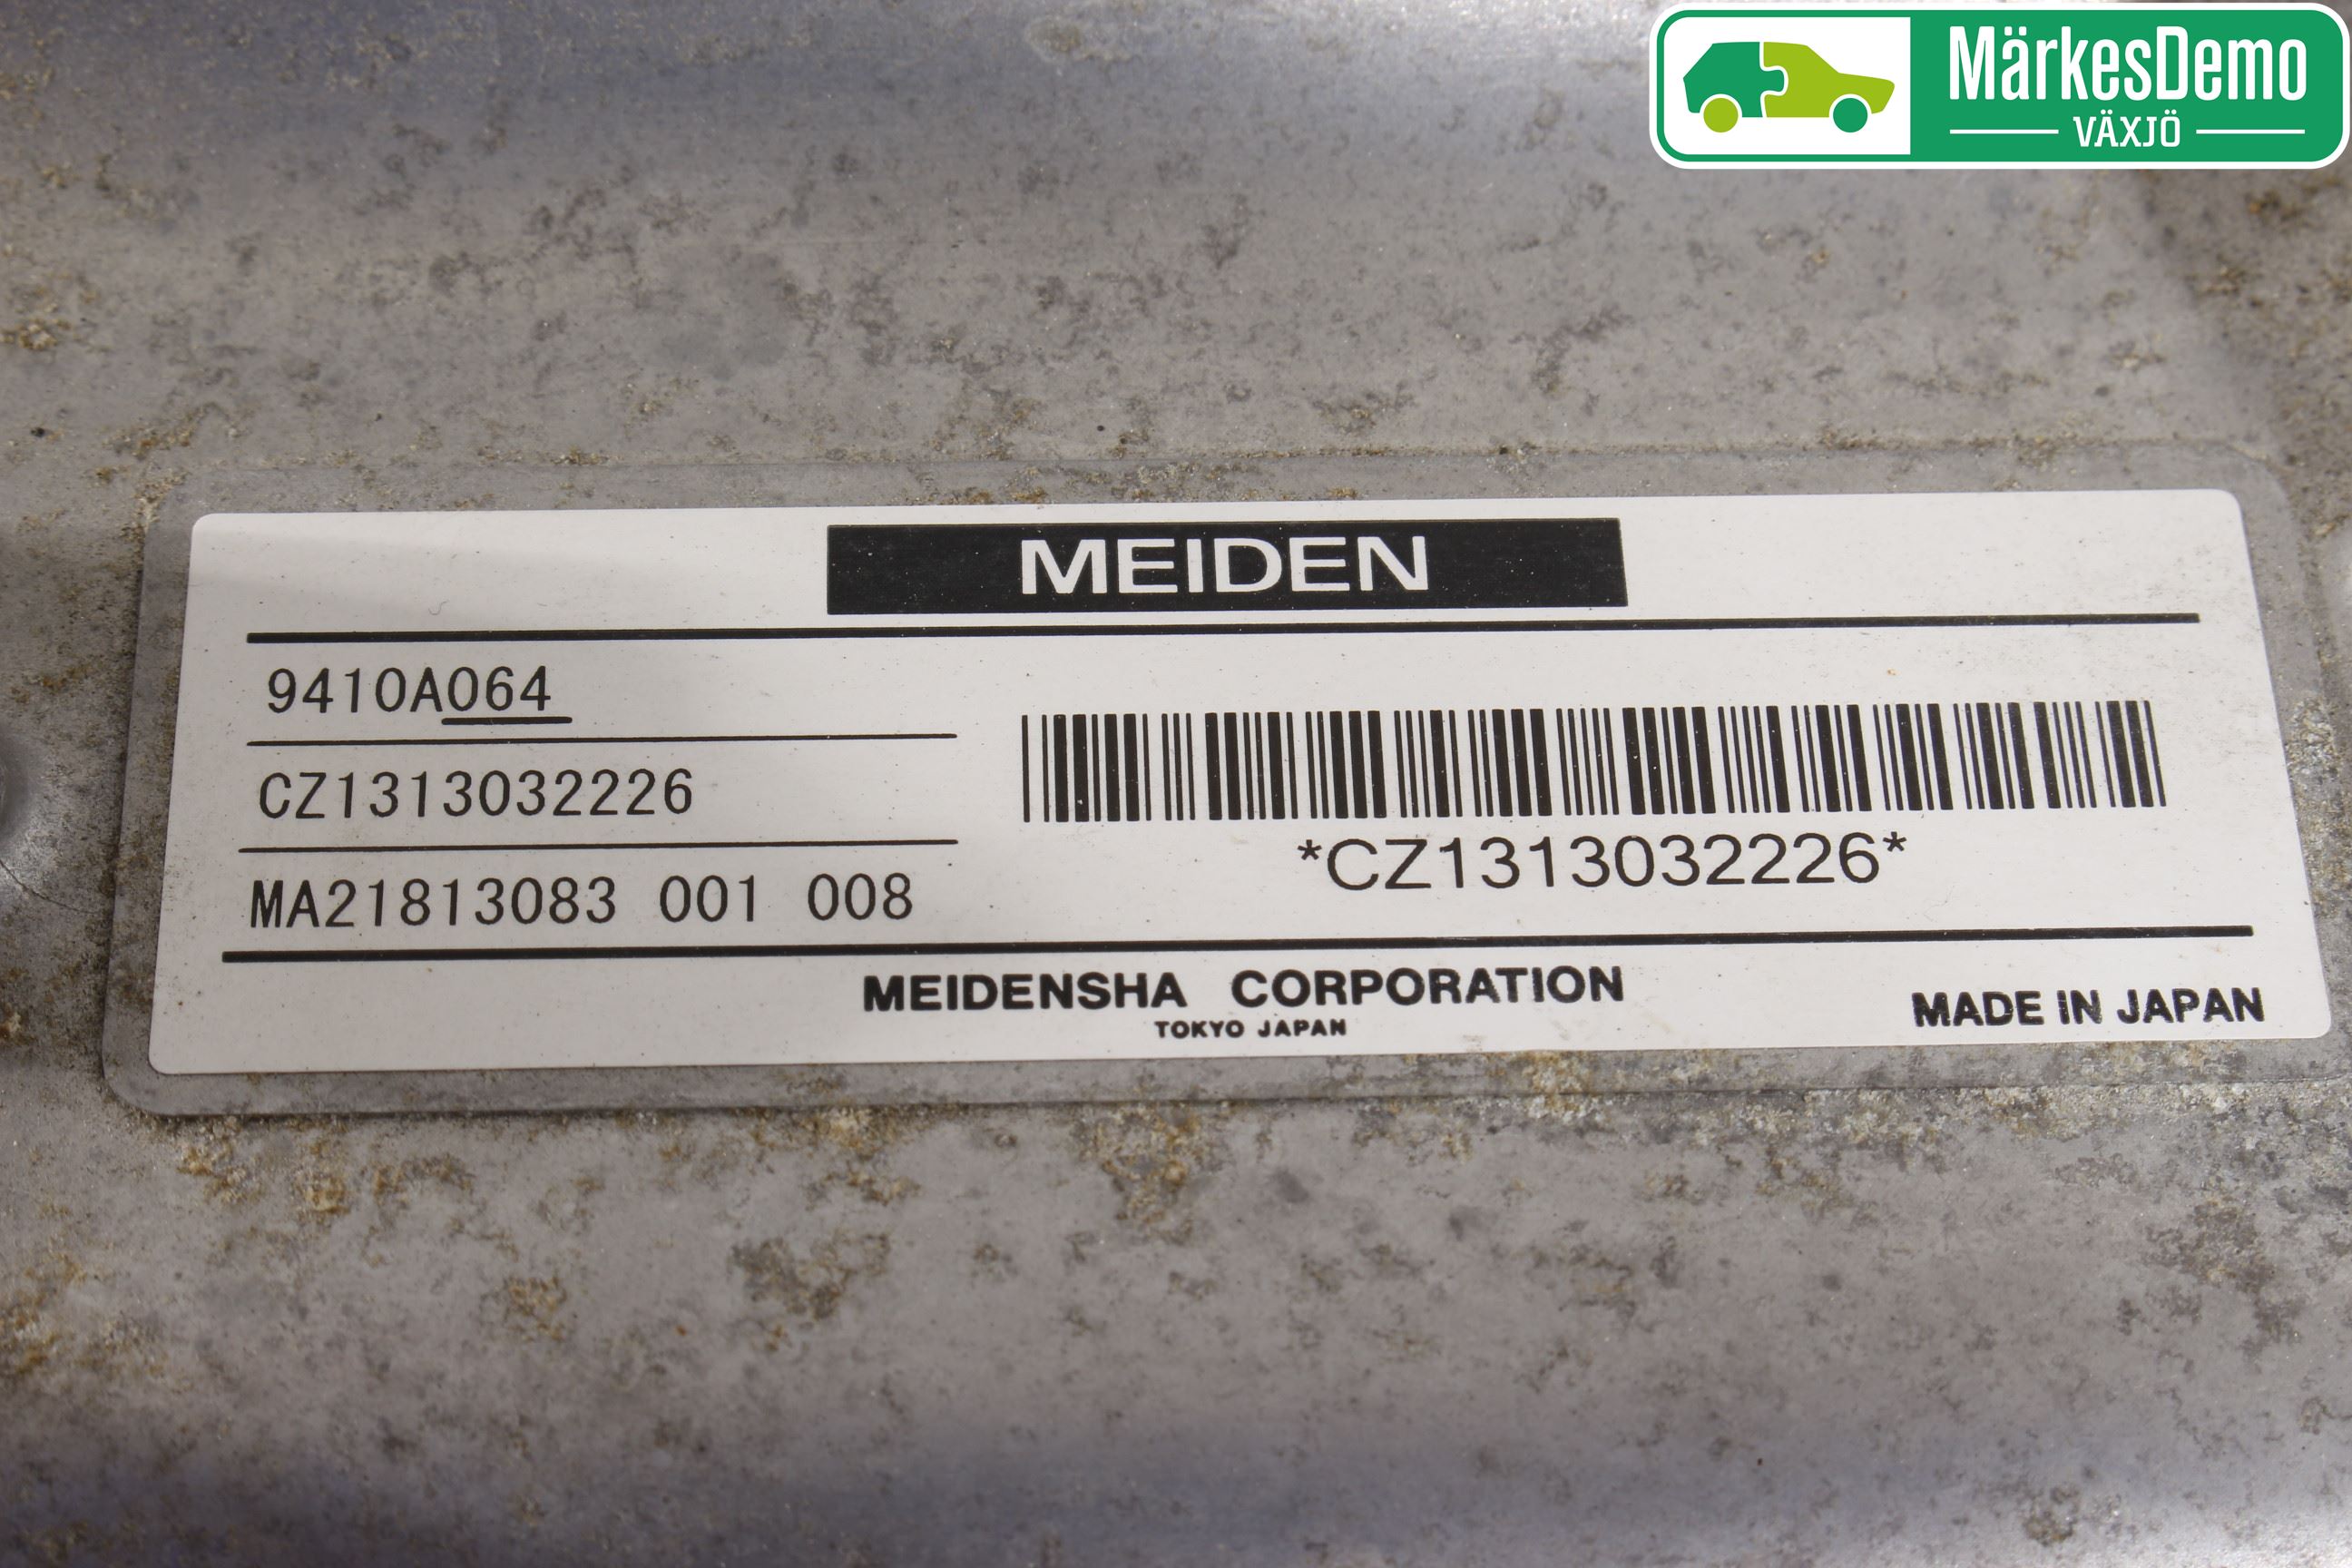 MärkesDemo
VÄXJÖ
MEIDEN
9410A064
CZ1313032226
MA21813083 001 008
*CZ1313032226*
MEIDENSHA CORPORATION
TOKYO JAPAN
MADE IN JAPAN